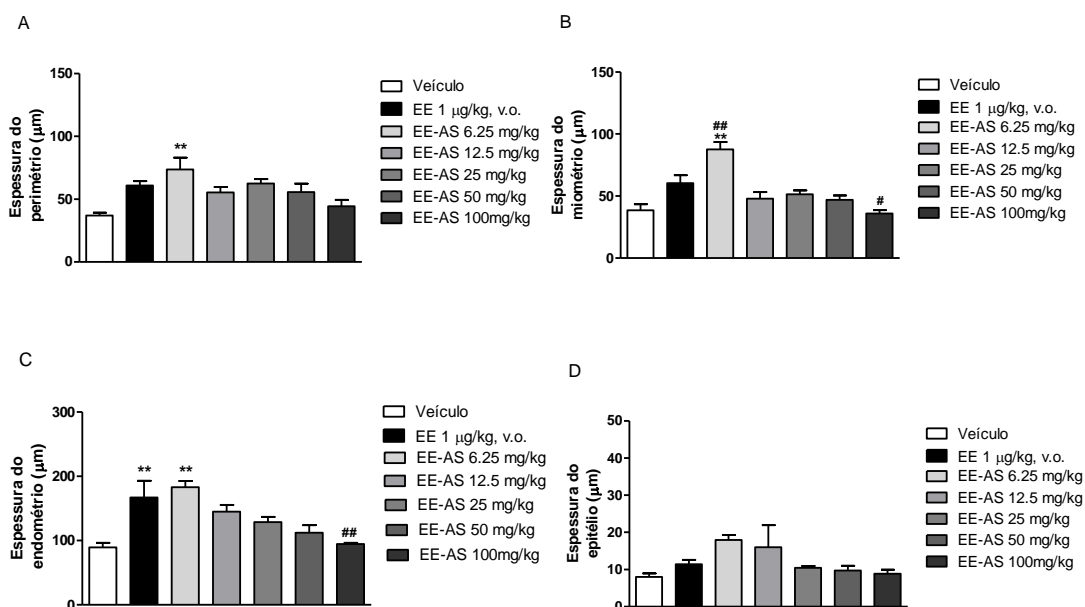 A
150
100
50
0
Espessura do
perimétrio (μm)
**
Veículo
EE 1 μg/kg, v.o.
EE-AS 6.25 mg/kg
EE-AS 12.5 mg/kg
EE-AS 25 mg/kg
EE-AS 50 mg/kg
EE-AS 100mg/kg
B
150
100
50
0
Espessura do
miométrio (μm)
##
**
#
Veículo
EE 1 μg/kg, v.o.
EE-AS 6.25 mg/kg
EE-AS 12.5 mg/kg
EE-AS 25 mg/kg
EE-AS 50 mg/kg
EE-AS 100mg/kg
C
300
200
100
0
Espessura do
endométrio (μm)
**
**
##
Veículo
EE 1 μg/kg, v.o.
EE-AS 6.25 mg/kg
EE-AS 12.5 mg/kg
EE-AS 25 mg/kg
EE-AS 50 mg/kg
EE-AS 100mg/kg
D
50
40
30
20
10
0
Espessura do
epitélio (μm)
Veículo
EE 1 μg/kg, v.o.
EE-AS 6.25 mg/kg
EE-AS 12.5 mg/kg
EE-AS 25 mg/kg
EE-AS 50 mg/kg
EE-AS 100mg/kg